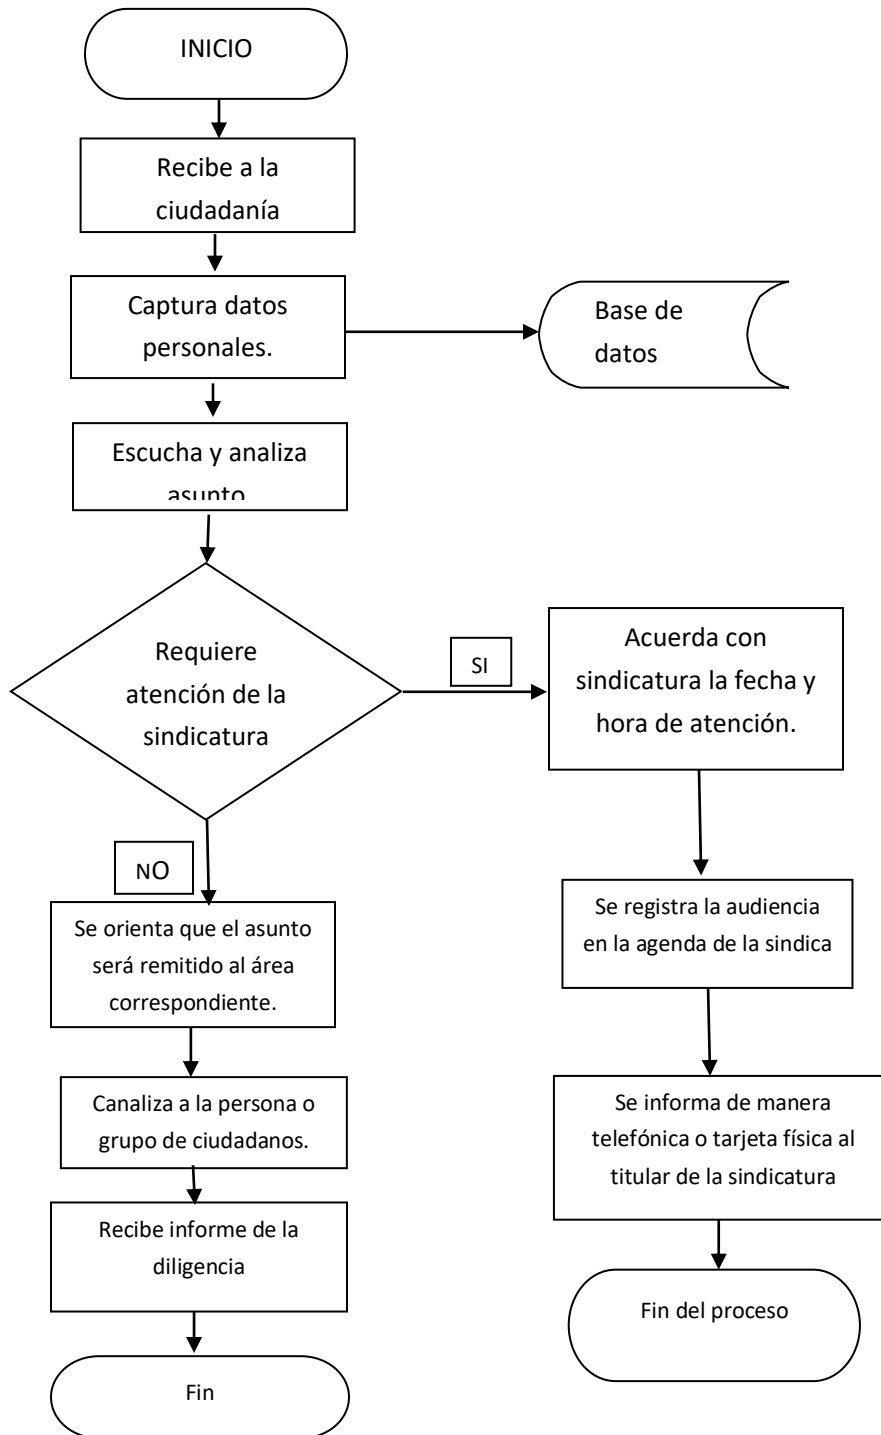 INICIO
Recibe a la
ciudadanía
Captura datos
personales.
Base de
datos
Escucha y analiza
asunto
Requiere
atención de la
sindicatura
SI
Acuerda con
sindicatura la fecha y
hora de atención.
NO
Se registra la audiencia
en la agenda de la sindica
Se orienta que el asunto
será remitido al área
correspondiente.
Canaliza a la persona o
grupo de ciudadanos.
Se informa de manera
telefónica o tarjeta física al
titular de la sindicatura
Recibe informe de la
diligencia
Fin del proceso
Fin